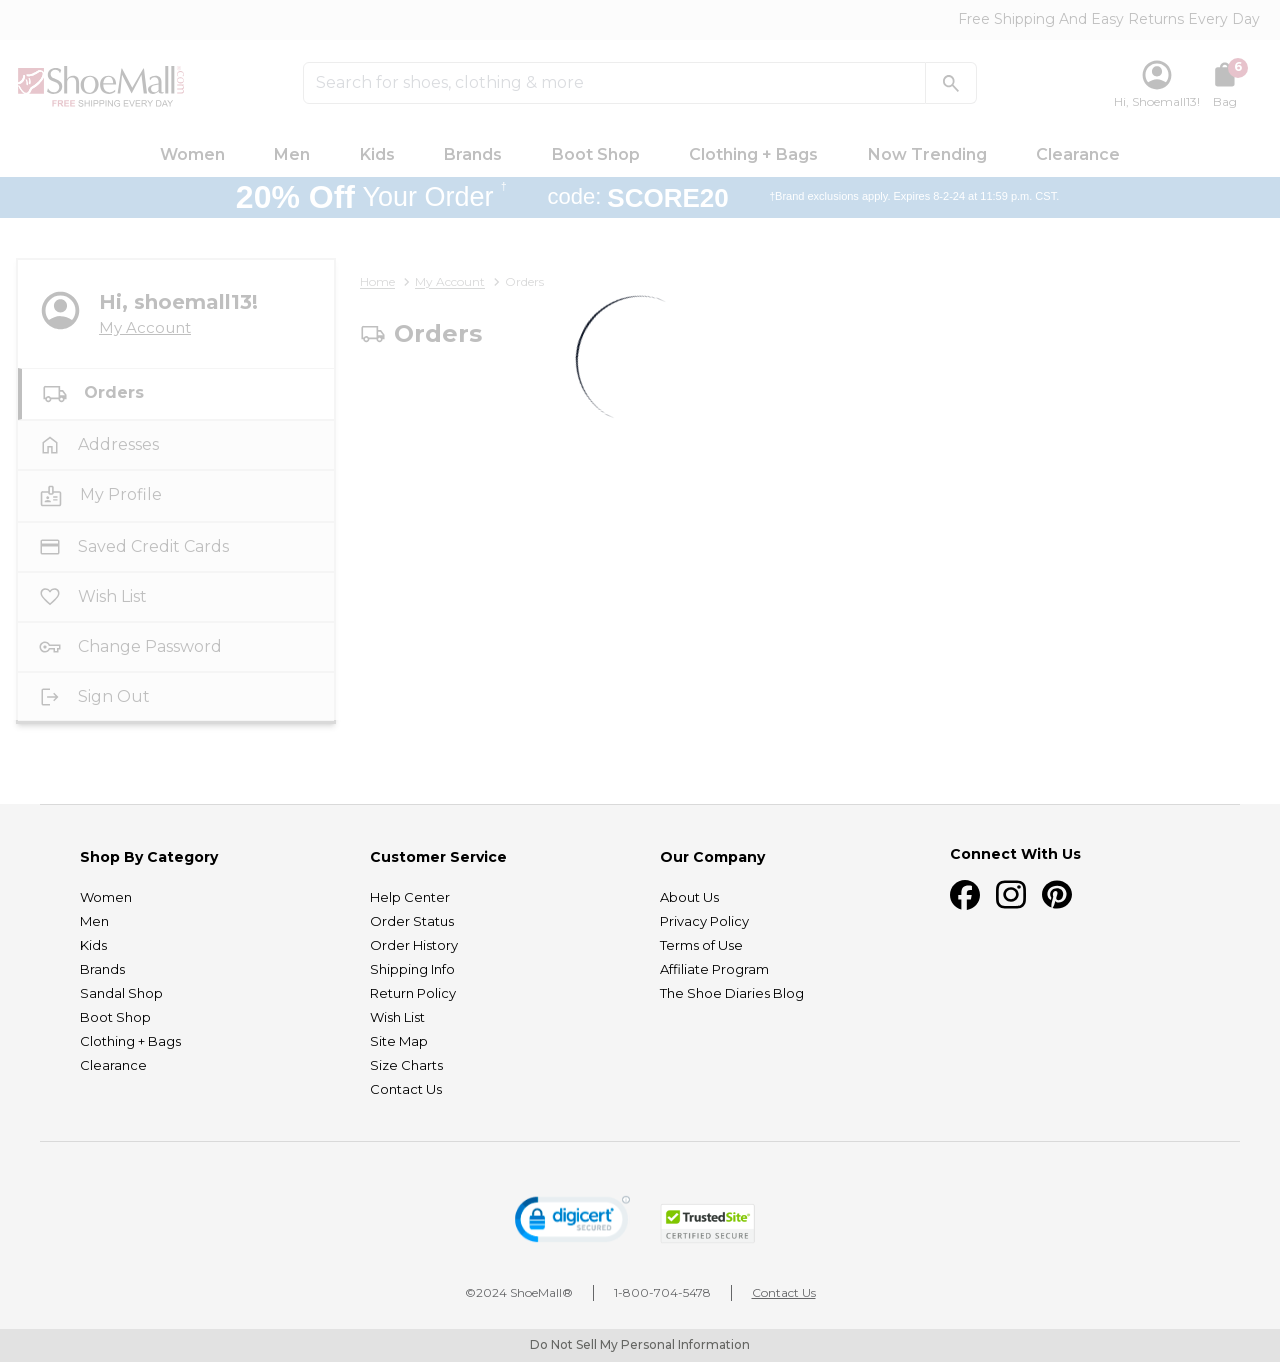 Free Shipping And Easy Returns Every Day
ShoeMall.com
FREE SHIPPING EVERY DAY
Search for shoes, clothing & more
Hi, Shoemall13!
6
Bag
Women Men Kids Brands Boot Shop Clothing + Bags Now Trending Clearance
20% Off Your Order † code: SCORE20 †Brand exclusions apply. Expires 8-2-24 at 11:59 p.m. CST.
Hi, shoemall13!
My Account
Orders
Addresses
My Profile
Saved Credit Cards
Wish List
Change Password
Sign Out
Home > My Account > Orders
Orders
Shop By Category
Women
Men
Kids
Brands
Sandal Shop
Boot Shop
Clothing + Bags
Clearance
Customer Service
Help Center
Order Status
Order History
Shipping Info
Return Policy
Wish List
Site Map
Size Charts
Contact Us
Our Company
About Us
Privacy Policy
Terms of Use
Affiliate Program
The Shoe Diaries Blog
Connect With Us
digicert
SECURED
TrustedSite
CERTIFIED SECURE
©2024 ShoeMall® | 1-800-704-5478 | Contact Us
Do Not Sell My Personal Information